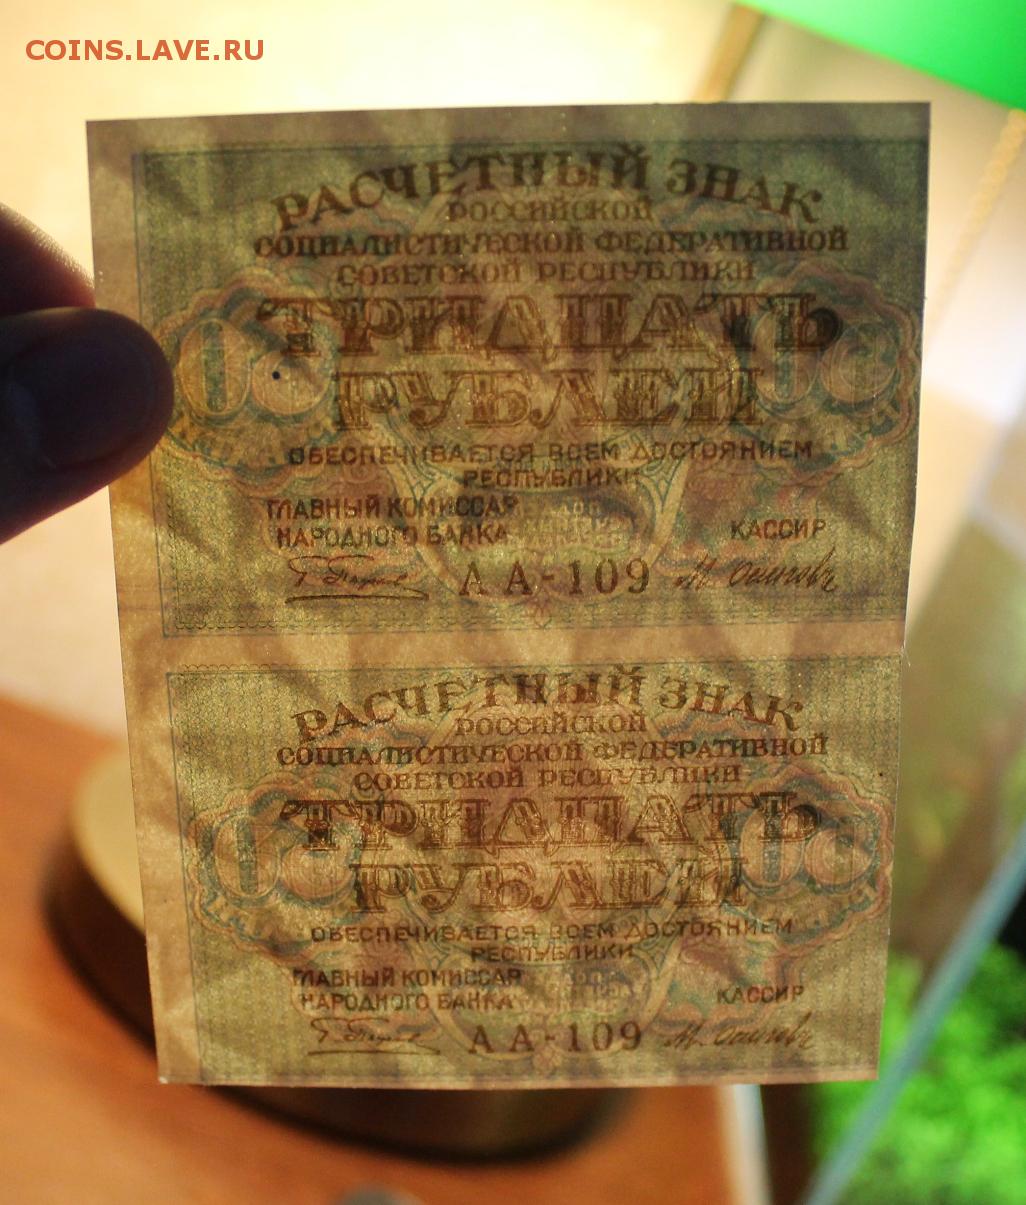 COINS.LAVE.RU
РАСЧЕТНЫЙ ЗНАК
РОССИЙСКОЙ
СОЦИАЛИСТИЧЕСКОЙ ФЕДЕРАТИВНОЙ
СОВЕТСКОЙ РЕСПУБЛИКИ
ТРИДЦАТЬ
РУБЛЕЙ
ОБЕСПЕЧИВАЕТСЯ ВСЕМ ДОСТОЯНИЕМ
РЕСПУБЛИКИ
ГЛАВНЫЙ КОМИССАР
НАРОДНОГО БАНКА
КАССИР
АА-109
РАСЧЕТНЫЙ ЗНАК
РОССИЙСКОЙ
СОЦИАЛИСТИЧЕСКОЙ ФЕДЕРАТИВНОЙ
СОВЕТСКОЙ РЕСПУБЛИКИ
ТРИДЦАТЬ
РУБЛЕЙ
ОБЕСПЕЧИВАЕТСЯ ВСЕМ ДОСТОЯНИЕМ
РЕСПУБЛИКИ
ГЛАВНЫЙ КОМИССАР
НАРОДНОГО БАНКА
КАССИР
АА-109